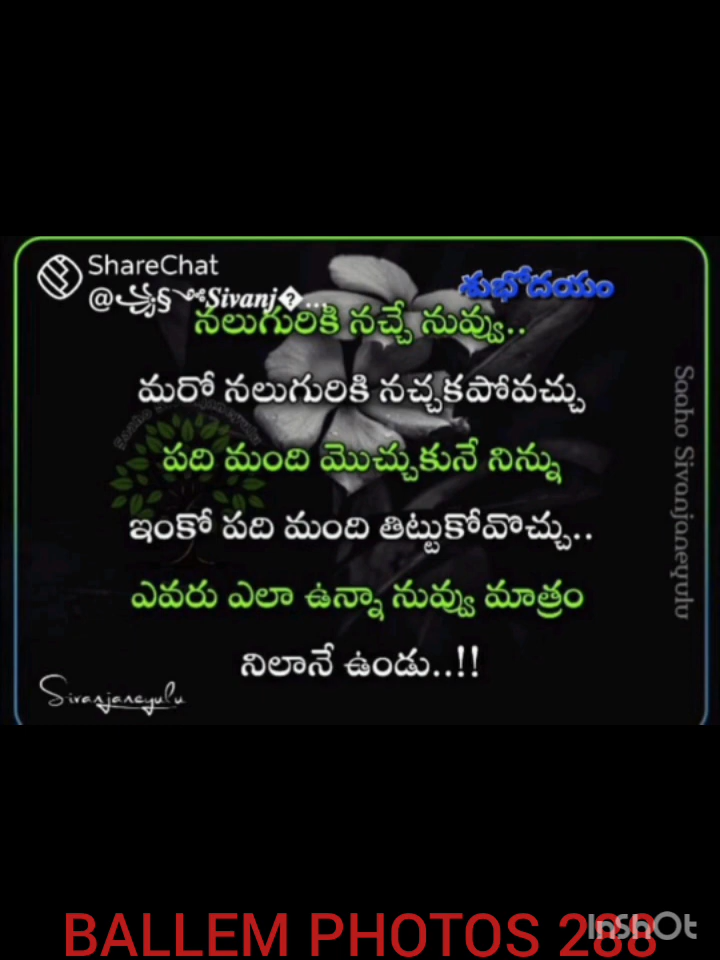 ShareChat
Sivanj�...
శుభోదయం
నలుగురికి నచ్చే నువ్వు..
మరో నలుగురికి నచ్చకపోవచ్చు
పది మంది మొచ్చుకునే నిన్ను
ఇంకో పది మంది తిట్టుకోవొచ్చు..
ఎవరు ఎలా ఉన్నా నువ్వు మాత్రం
నిలానే ఉండు..!!
Sooho Sivanjaneyulu
Sivanjaneyulu
BALLEM PHOTOS 288
InShOt